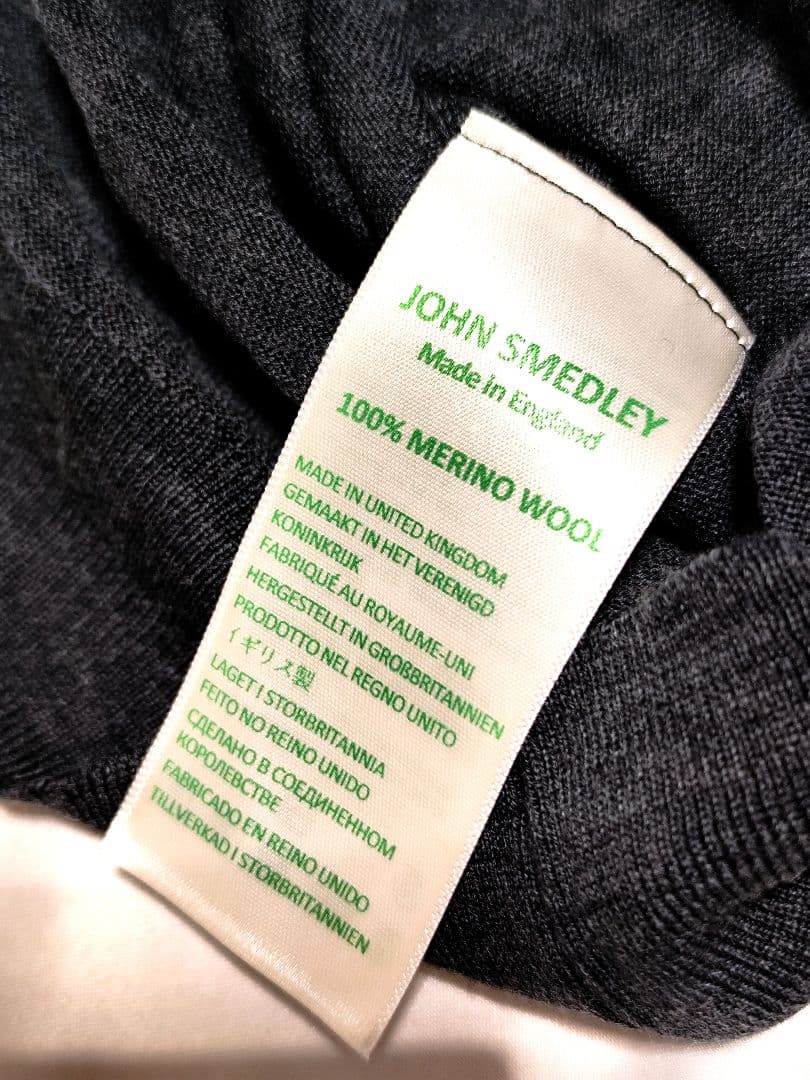 JOHN SMEDLEY
Made in England
100% MERINO WOOL
MADE IN UNITED KINGDOM
GEMAAKT IN HET VERENIGD
KONINKRIJK
FABRIQUÉ AU ROYAUME-UNI
HERGESTELLT IN GROßBRITANNIEN
PRODOTTO NEL REGNO UNITO
イギリス製
LAGET I STORBRITANNIA
FEITO NO REINO UNIDO
СДЕЛАНО В СОЕДИНЕННОМ
КОРОЛЕВСТВЕ
FABRICADO EN REINO UNIDO
TILLVERKAD I STORBRITANNIEN